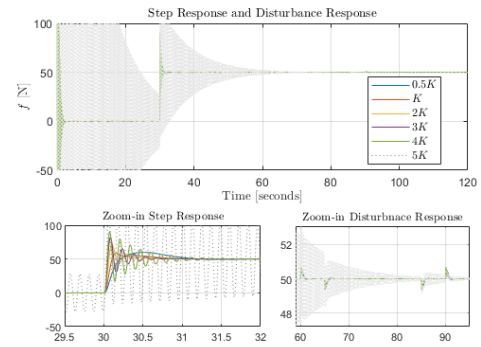 Step Response and Disturbance Response
100
50
0
-50
f [N]
0 20 40 60 80 100 120
Time [seconds]
0.5K
K
2K
3K
4K
5K
Zoom-in Step Response
100
50
0
-50
29.5 30 30.5 31 31.5 32
Zoom-in Disturbnace Response
52
50
48
60 70 80 90